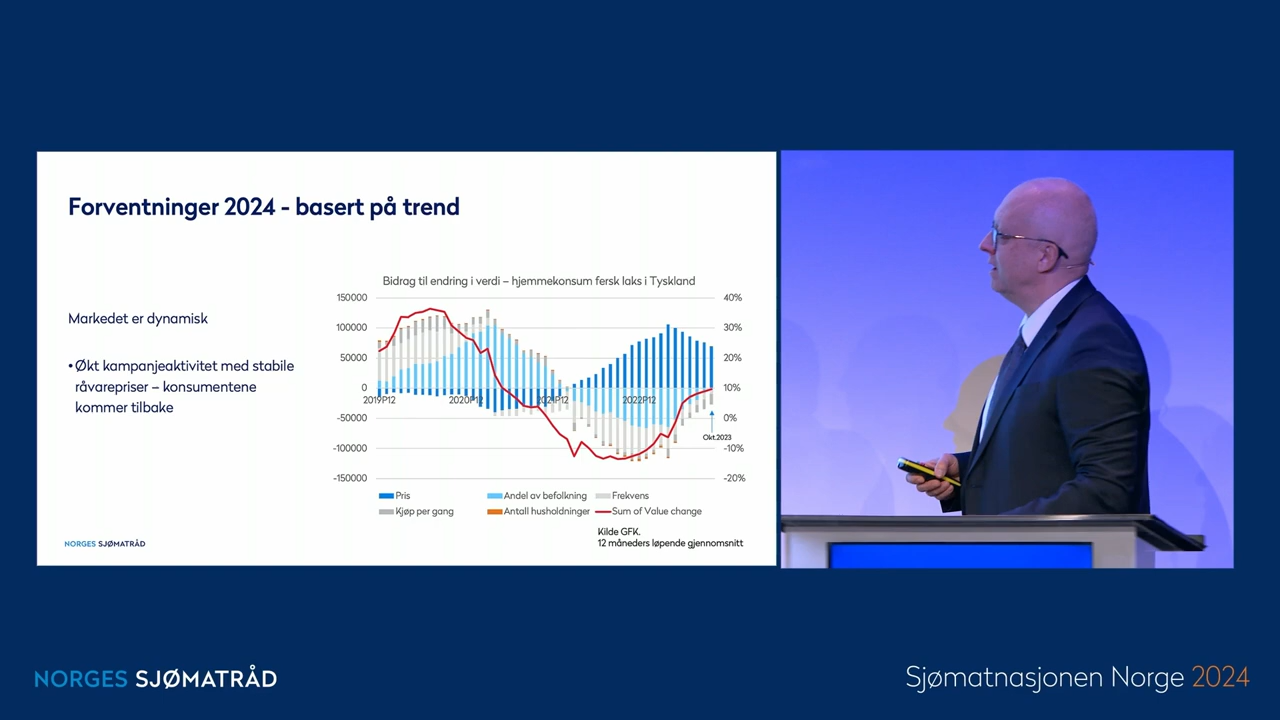 Forventninger 2024 - basert på trend
Markedet er dynamisk
• Økt kampanjeaktivitet med stabile
råvarepriser – konsumentene
kommer tilbake
Bidrag til endring i verdi – hjemmekonsum fersk laks i Tyskland
150000
100000
50000
0
-50000
-100000
-150000
40%
30%
20%
10%
0%
-10%
-20%
2019P12 2020P12 2021P12 2022P12
Okt.2023
Pris Andel av befolkning Frekvens
Kjøp per gang Antall husholdninger Sum of Value change
Kilde GFK.
12 måneders løpende gjennomsnitt
NORGES SJØMATRÅD
NORGES SJØMATRÅD
Sjømatnasjonen Norge 2024